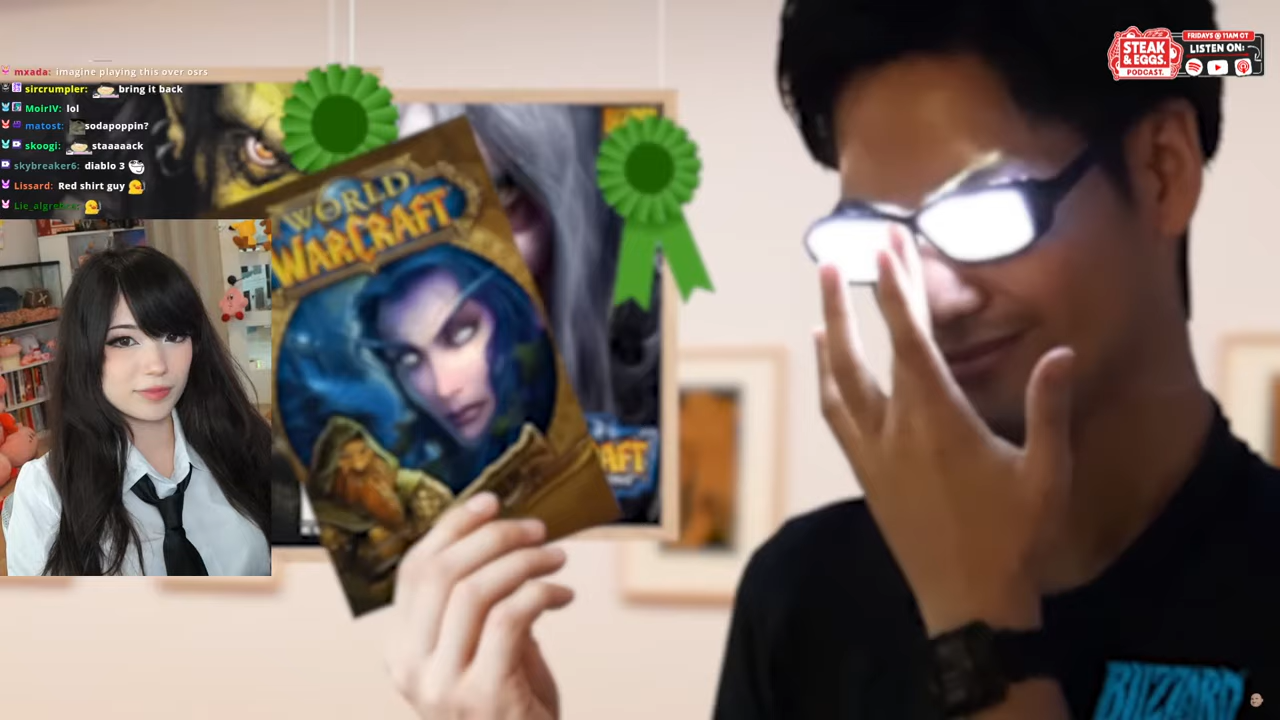 mxada: imagine playing this over osrs
sircrumpler: bring it back
MoirIV: lol
matost: sodapoppin?
skoogi: staaaaack
skybreaker6: diablo 3
Lissard: Red shirt guy
STEAK
& EGGS.
PODCAST.
FRIDAYS @ 11AM CT
LISTEN ON:
WORLD
WARCRAFT
AFT
BLIZZARD